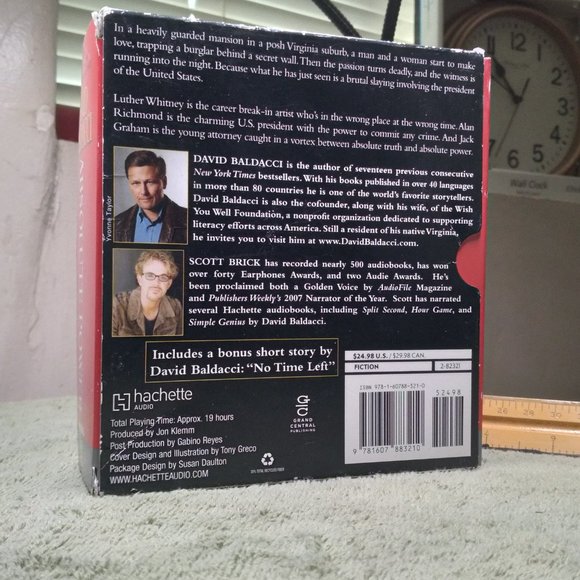 In a heavily guarded mansion in a posh Virginia suburb, a man and a woman start to make
love, trapping a burglar behind a secret wall. Then the passion turns deadly, and the witness is
running into the night. Because what he has just seen is a brutal slaying involving the president
of the United States.
Luther Whitney is the career break-in artist who's in the wrong place at the wrong time. Alan
Richmond is the charming U.S. president with the power to commit any crime. And Jack
Graham is the young attorney caught in a vortex between absolute truth and absolute power.
Yvonne Taylor
DAVID BALDACCI is the author of seventeen previous consecutive
New York Times bestsellers. With his books published in over 40 languages
in more than 80 countries he is one of the world's favorite storytellers.
David Baldacci is also the cofounder, along with his wife, of the Wish
You Well Foundation, a nonprofit organization dedicated to supporting
literacy efforts across America. Still a resident of his native Virginia,
he invites you to visit him at www.DavidBaldacci.com.
SCOTT BRICK has recorded nearly 500 audiobooks, has won
over forty Earphones Awards, and two Audie Awards. He's
been proclaimed both a Golden Voice by AudioFile Magazine
and Publishers Weekly's 2007 Narrator of the Year. Scott has narrated
several Hachette audiobooks, including Split Second, Hour Game, and
Simple Genius by David Baldacci.
Includes a bonus short story by
David Baldacci: "No Time Left"
hachette
AUDIO
GRAND
CENTRAL
PUBLISHING
Total Playing Time: Approx. 19 hours
Produced by Jon Klemm
Post Production by Gabino Reyes
Cover Design and Illustration by Tony Greco
Package Design by Susan Daulton
WWW.HACHETTEAUDIO.COM
$24.98 U.S. / $29.98 CAN.
FICTION
2-82321
ISBN 978-1-60788-321-0
52498
9 781607 883210
Wall Clock